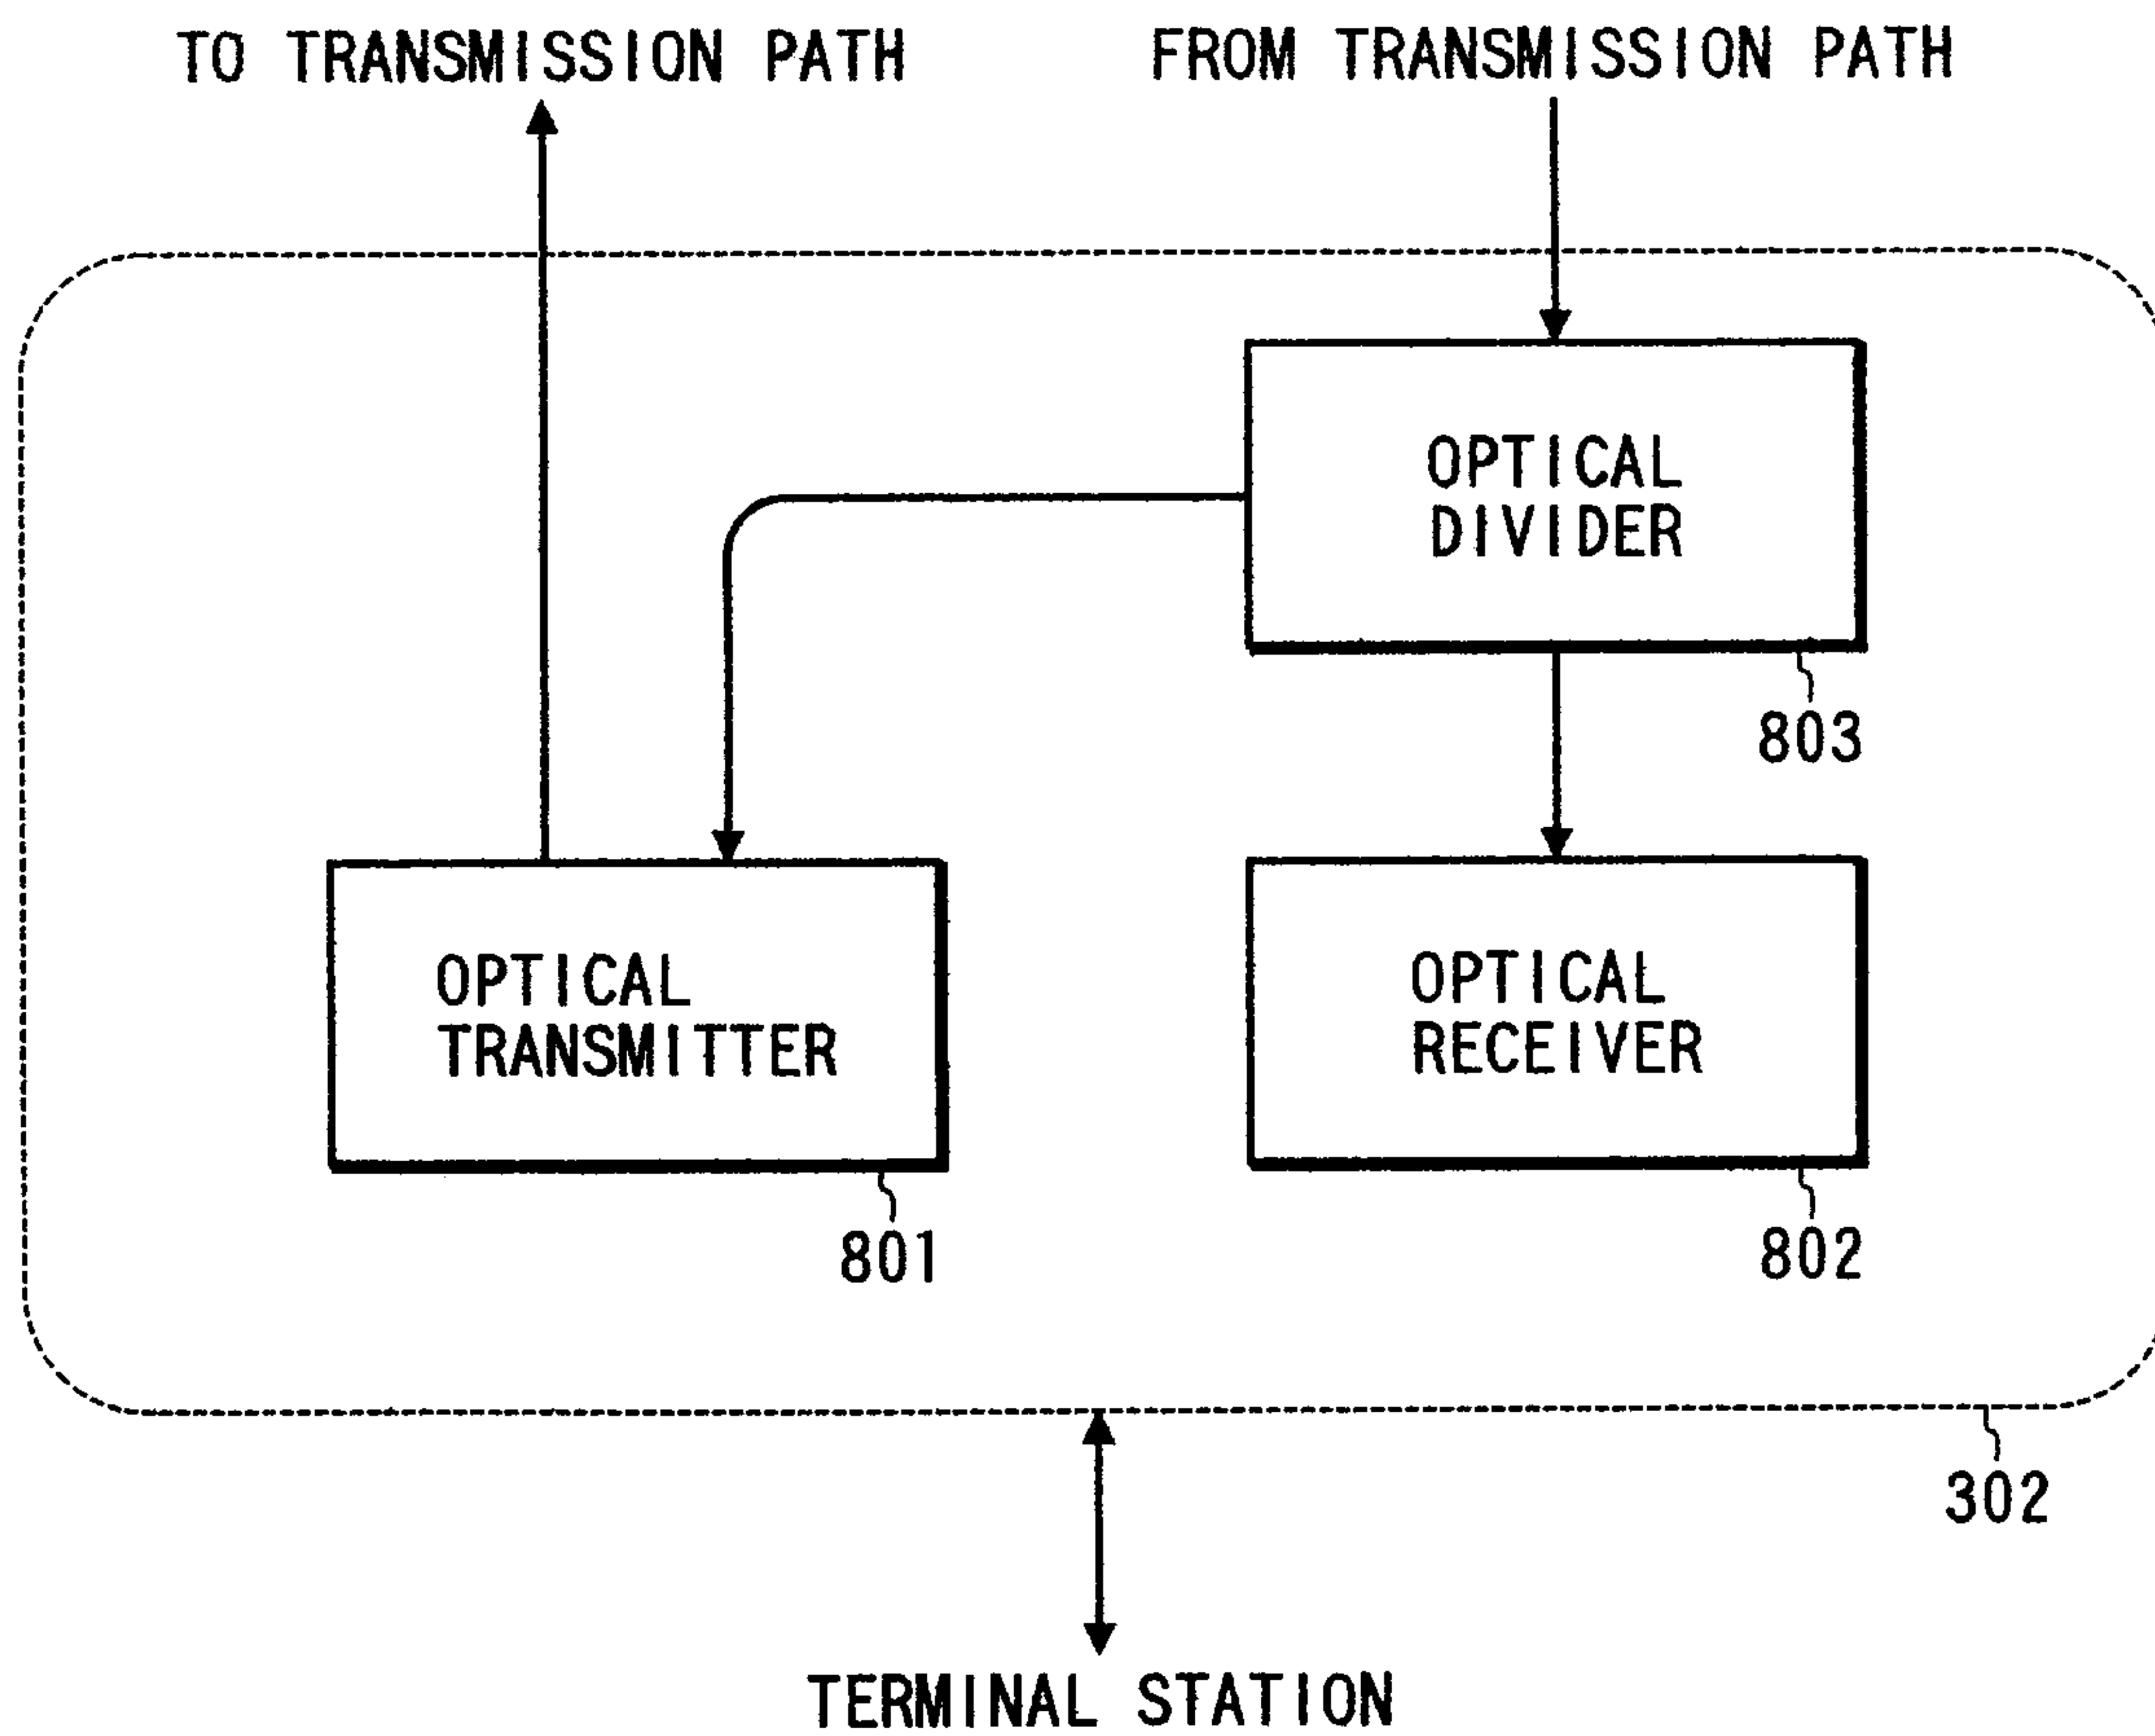 TO TRANSMISSION PATH
FROM TRANSMISSION PATH
OPTICAL
DIVIDER
803
OPTICAL
TRANSMITTER
801
OPTICAL
RECEIVER
802
302
TERMINAL STATION